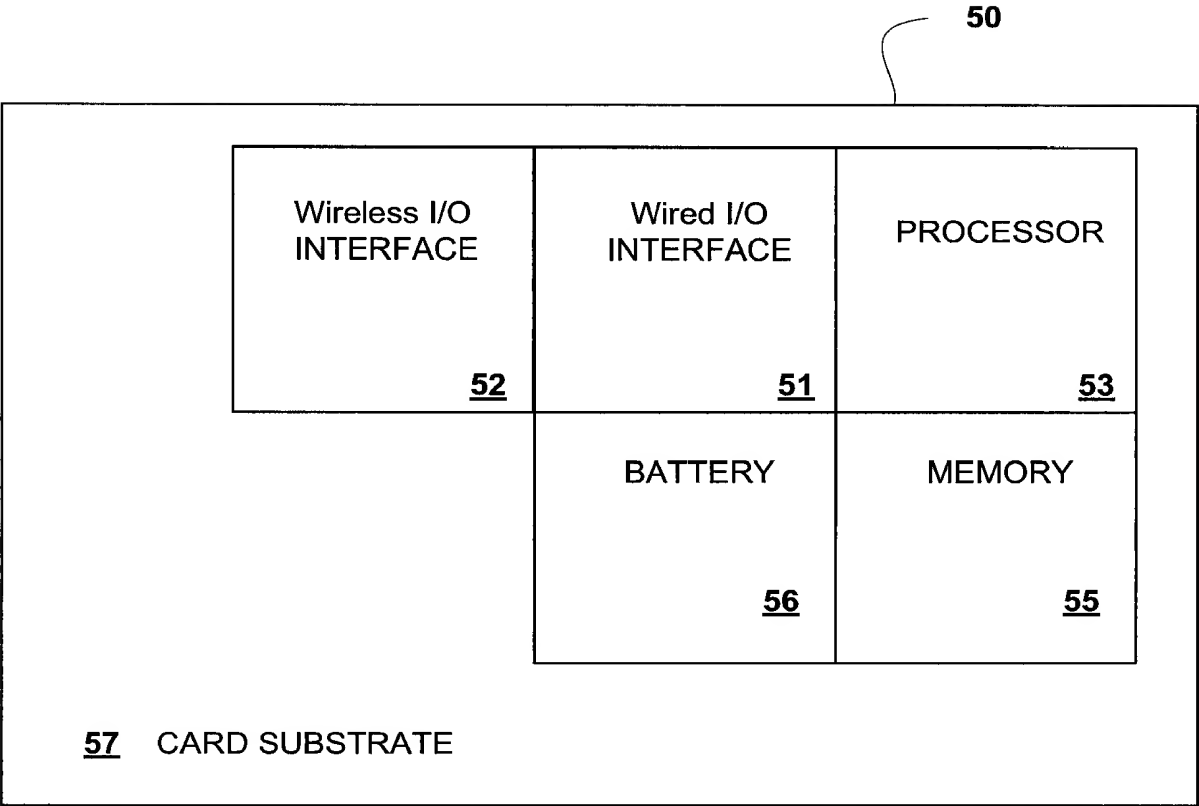 50
Wireless I/O
INTERFACE
52
Wired I/O
INTERFACE
51
PROCESSOR
53
BATTERY
56
MEMORY
55
57 CARD SUBSTRATE